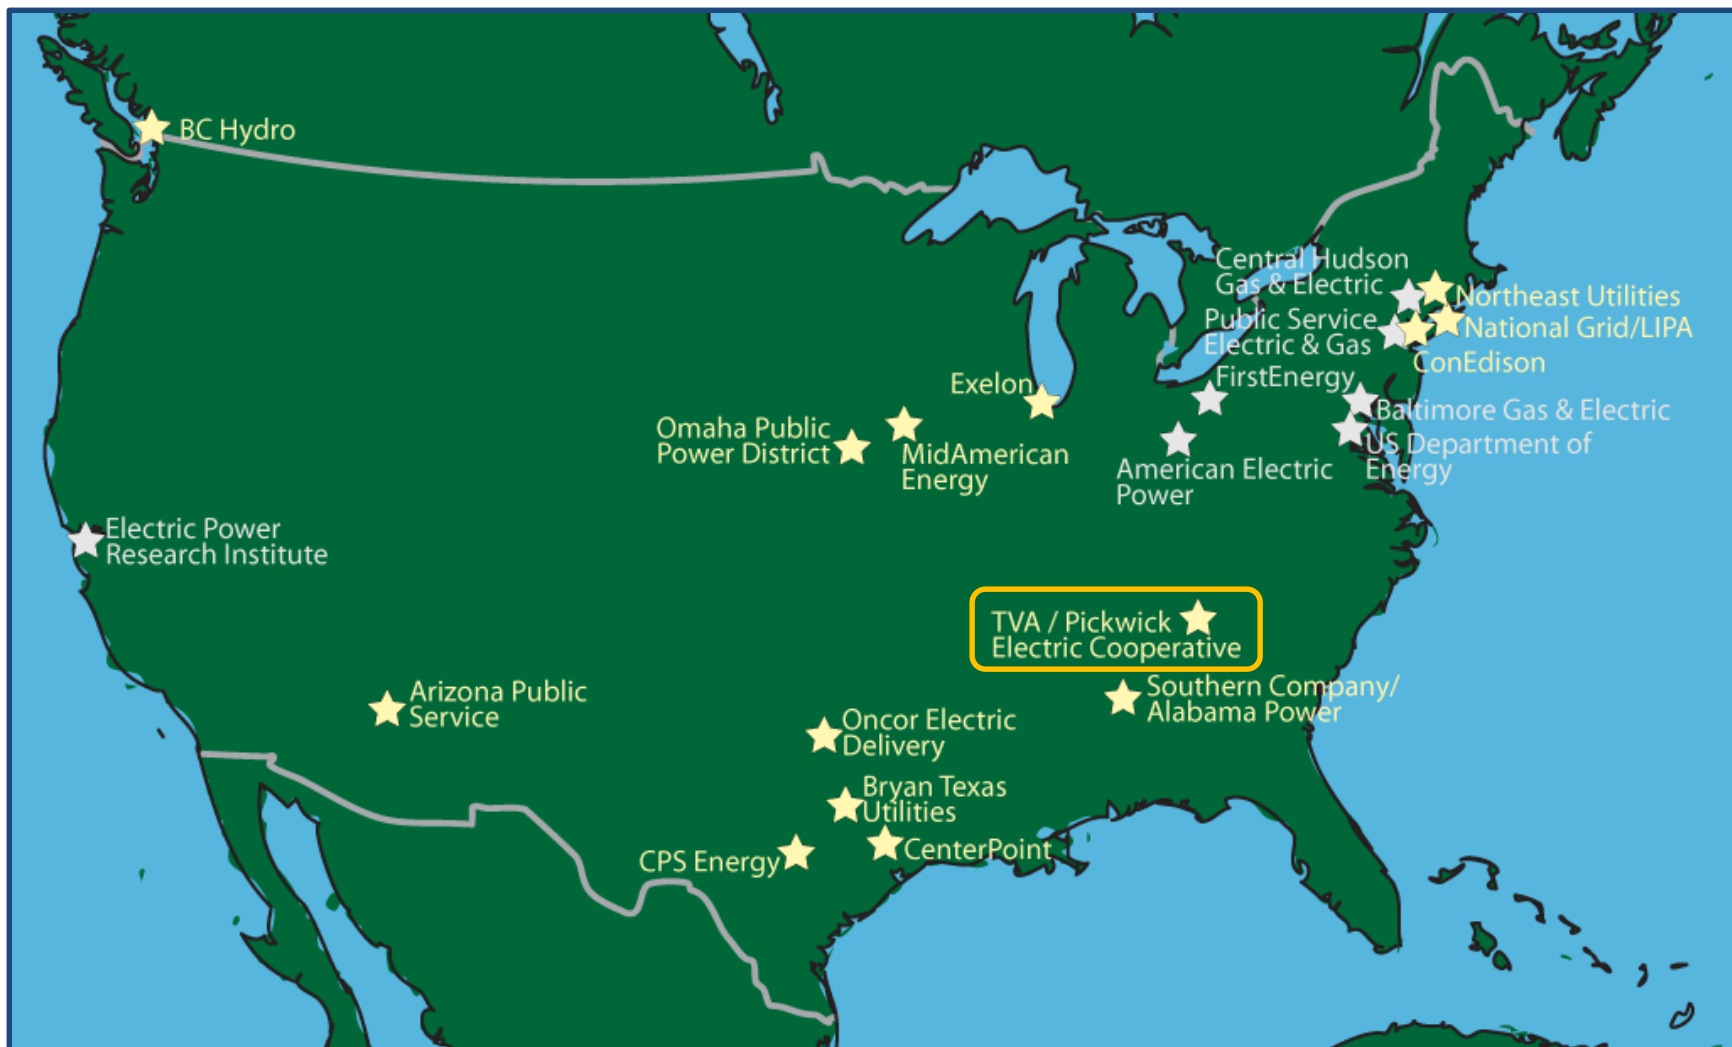 BC Hydro
Central Hudson
Gas & Electric
Northeast Utilities
Public Service
Electric & Gas
National Grid/LIPA
ConEdison
FirstEnergy
Exelon
Baltimore Gas & Electric
US Department of
Energy
Omaha Public
Power District
MidAmerican
Energy
American Electric
Power
Electric Power
Research Institute
TVA / Pickwick
Electric Cooperative
Southern Company/
Alabama Power
Arizona Public
Service
Oncor Electric
Delivery
Bryan Texas
Utilities
CenterPoint
CPS Energy